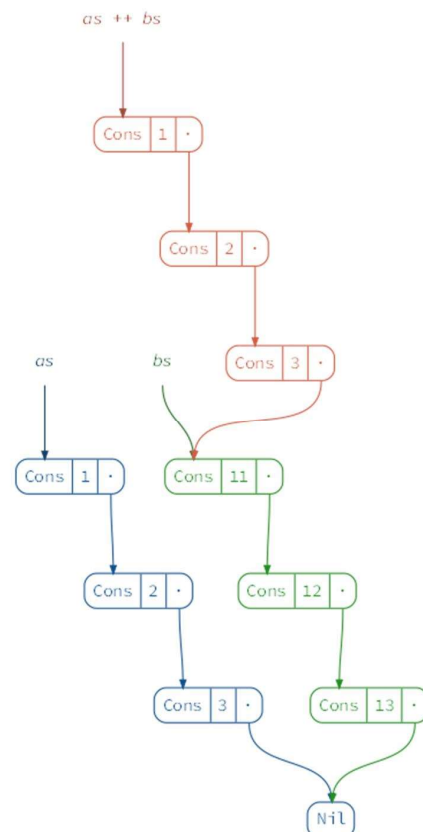 as ++ bs
Cons 1 ·
Cons 2 ·
Cons 3 ·
as bs
Cons 1 · Cons 11 ·
Cons 2 · Cons 12 ·
Cons 3 · Cons 13 ·
Nil